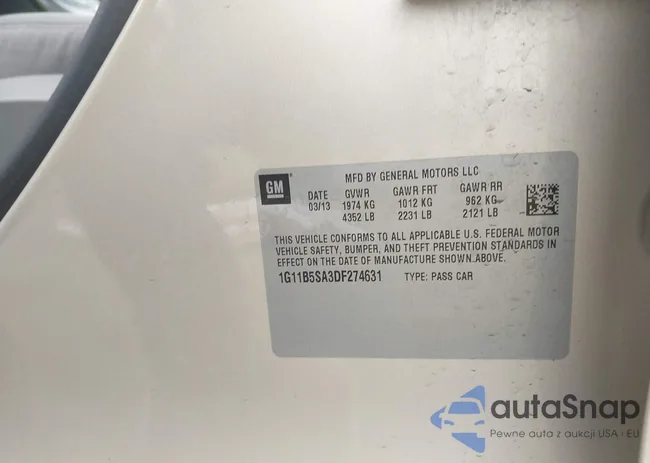 GM
MFD BY GENERAL MOTORS LLC
DATE GVWR GAWR FRT GAWR RR
03/13 1974 KG 1012 KG 962 KG
4352 LB 2231 LB 2121 LB
THIS VEHICLE CONFORMS TO ALL APPLICABLE U.S. FEDERAL MOTOR
VEHICLE SAFETY, BUMPER, AND THEFT PREVENTION STANDARDS IN
EFFECT ON THE DATE OF MANUFACTURE SHOWN ABOVE.
1G11B5SA3DF274631 TYPE: PASS CAR
autaSnap
Pewne auta z aukcji USA i EU